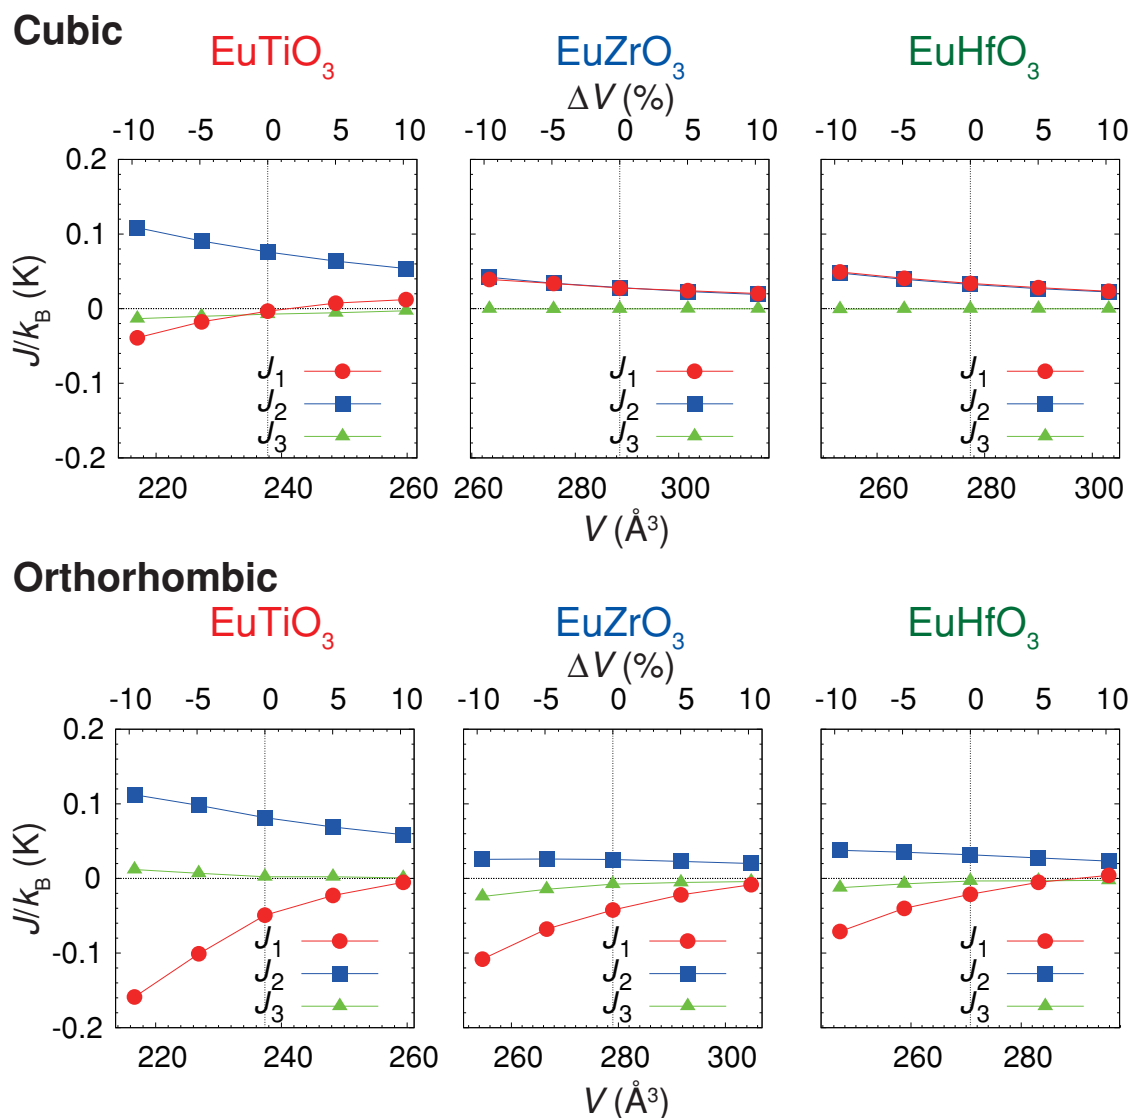 Cubic
EuTiO3 EuZrO3 EuHfO3
ΔV (%)
-10 -5 0 5 10 -10 -5 0 5 10 -10 -5 0 5 10
0.2
0.1
0
-0.1
-0.2
J/kB (K)
J1 J1 J1
J2 J2 J2
J3 J3 J3
220 240 260 260 280 300 260 280 300
V (Å³)
Orthorhombic
EuTiO3 EuZrO3 EuHfO3
ΔV (%)
-10 -5 0 5 10 -10 -5 0 5 10 -10 -5 0 5 10
0.2
0.1
0
-0.1
-0.2
J/kB (K)
J1 J1 J1
J2 J2 J2
J3 J3 J3
220 240 260 260 280 300 260 280
V (Å³)